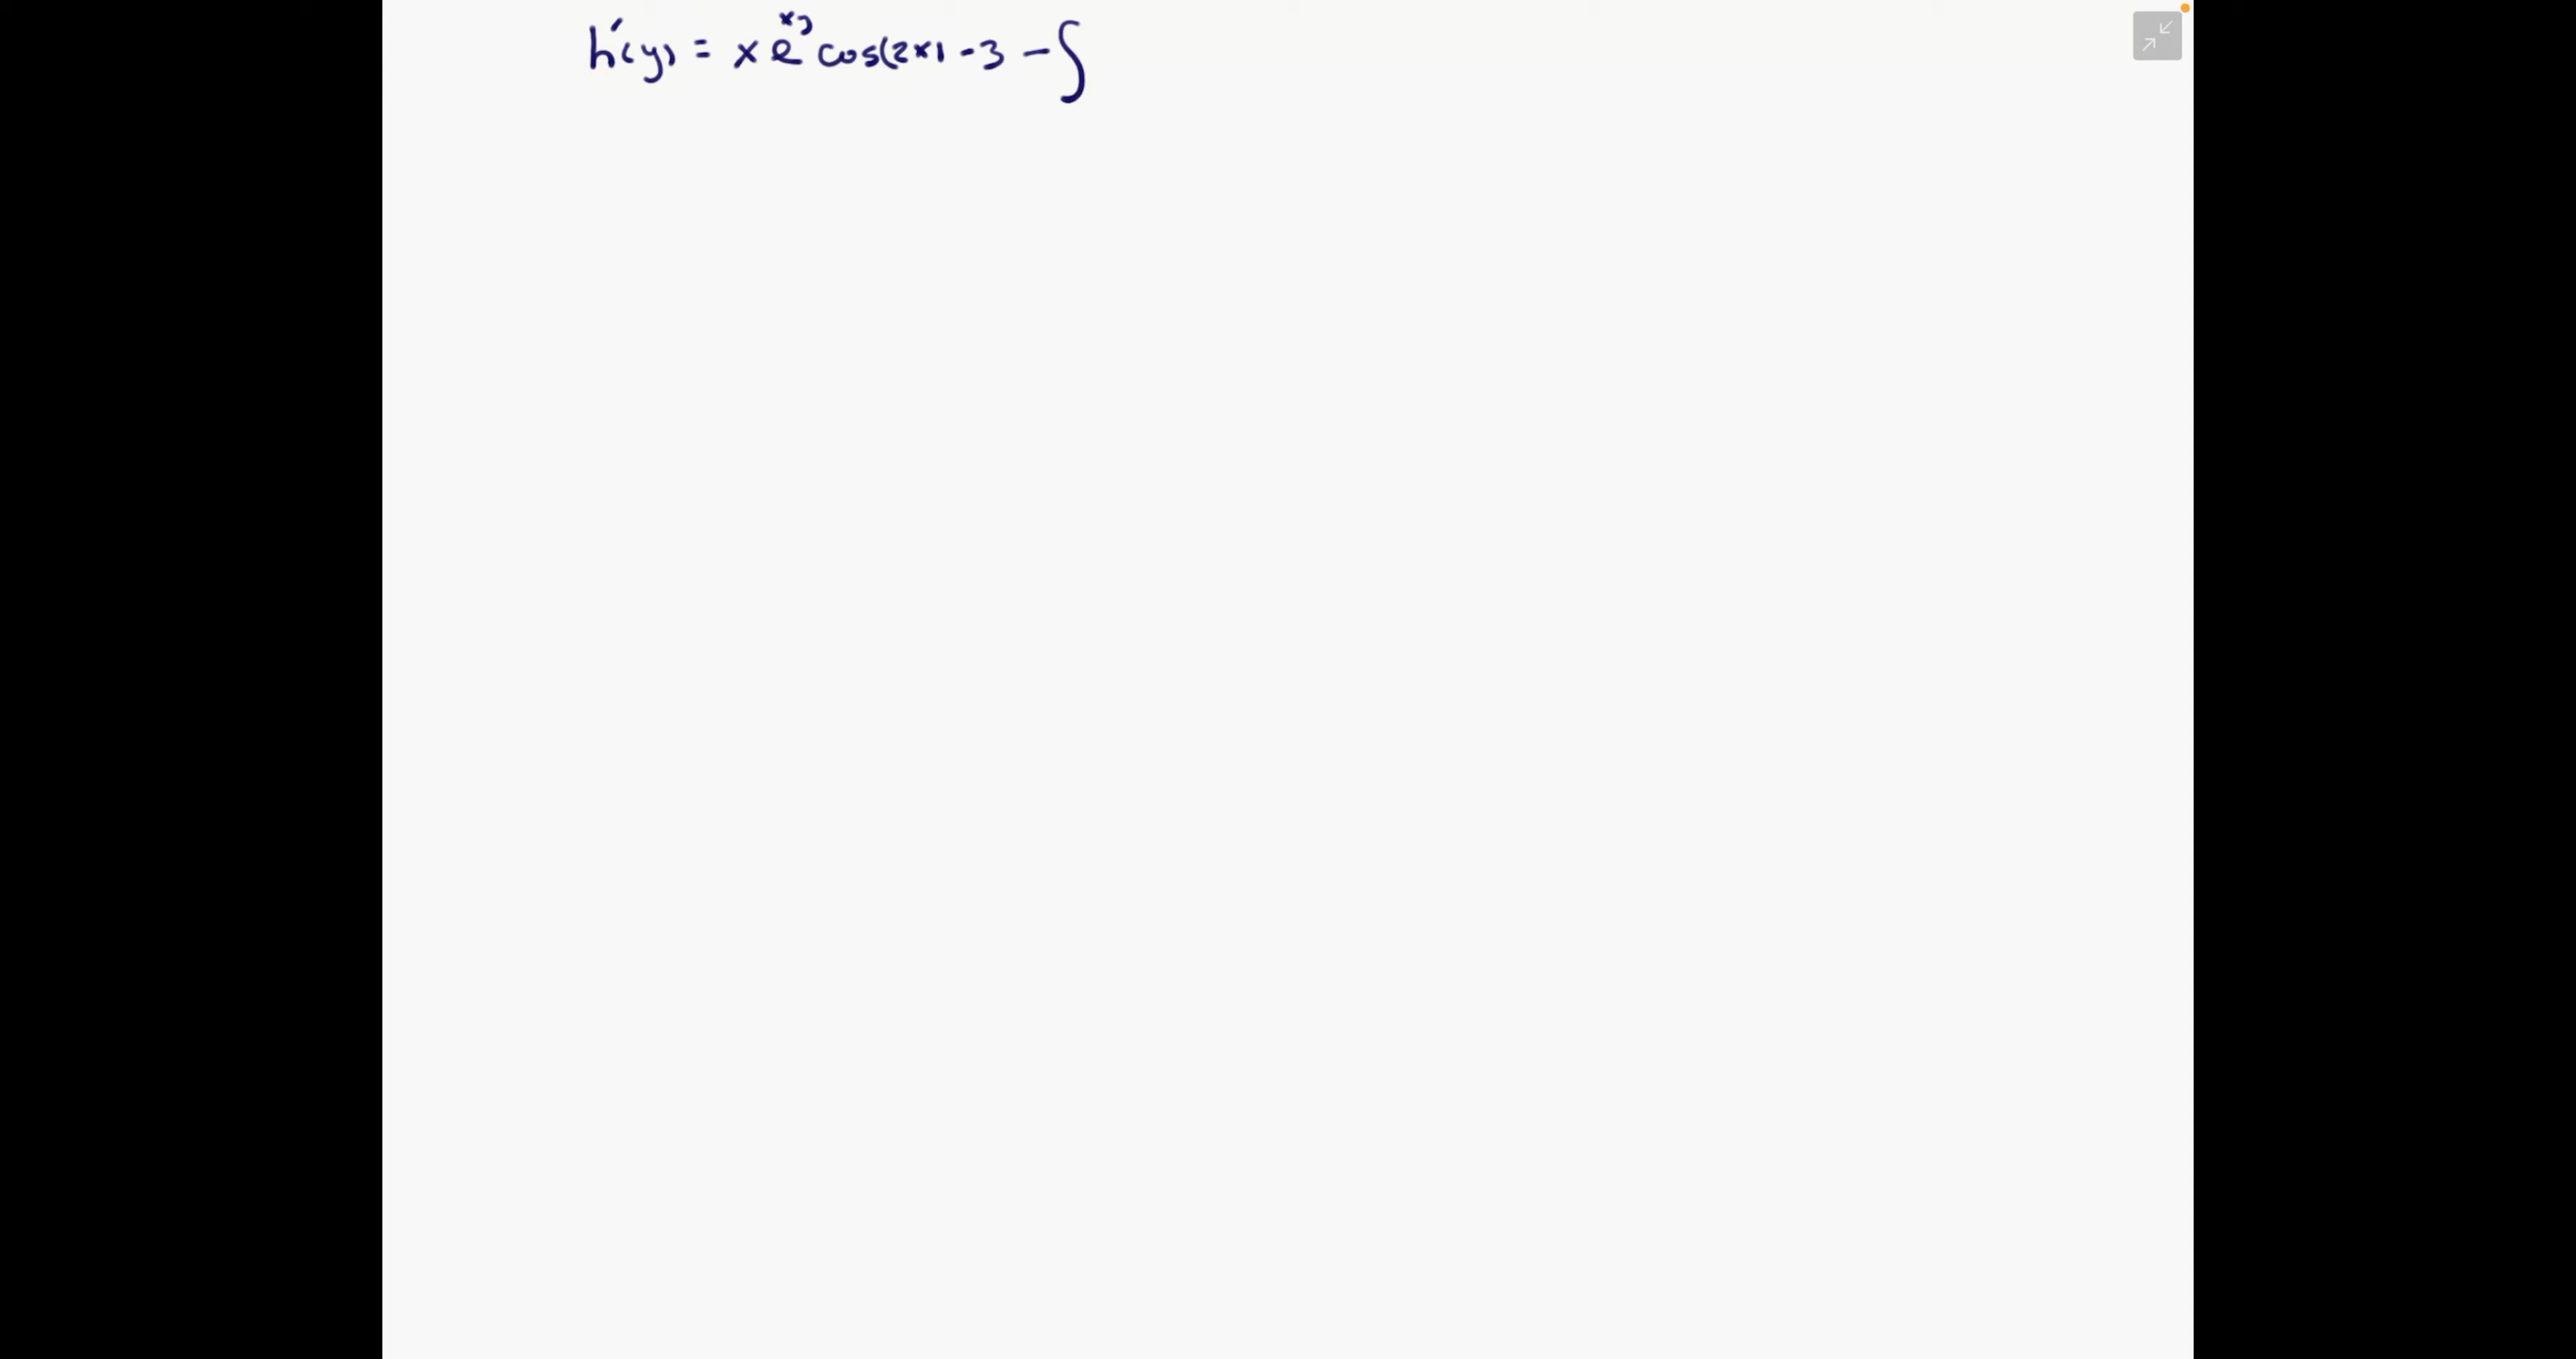 h'(y) = x e^{xy} cos(2x) - 3 - ∫